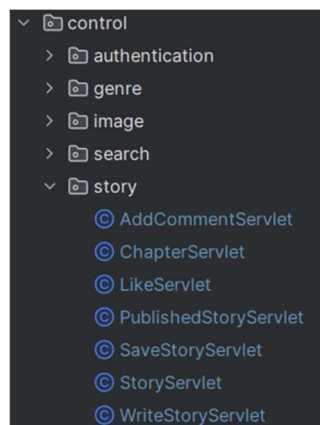 control
authentication
genre
image
search
story
AddCommentServlet
ChapterServlet
LikeServlet
PublishedStoryServlet
SaveStoryServlet
StoryServlet
WriteStoryServlet